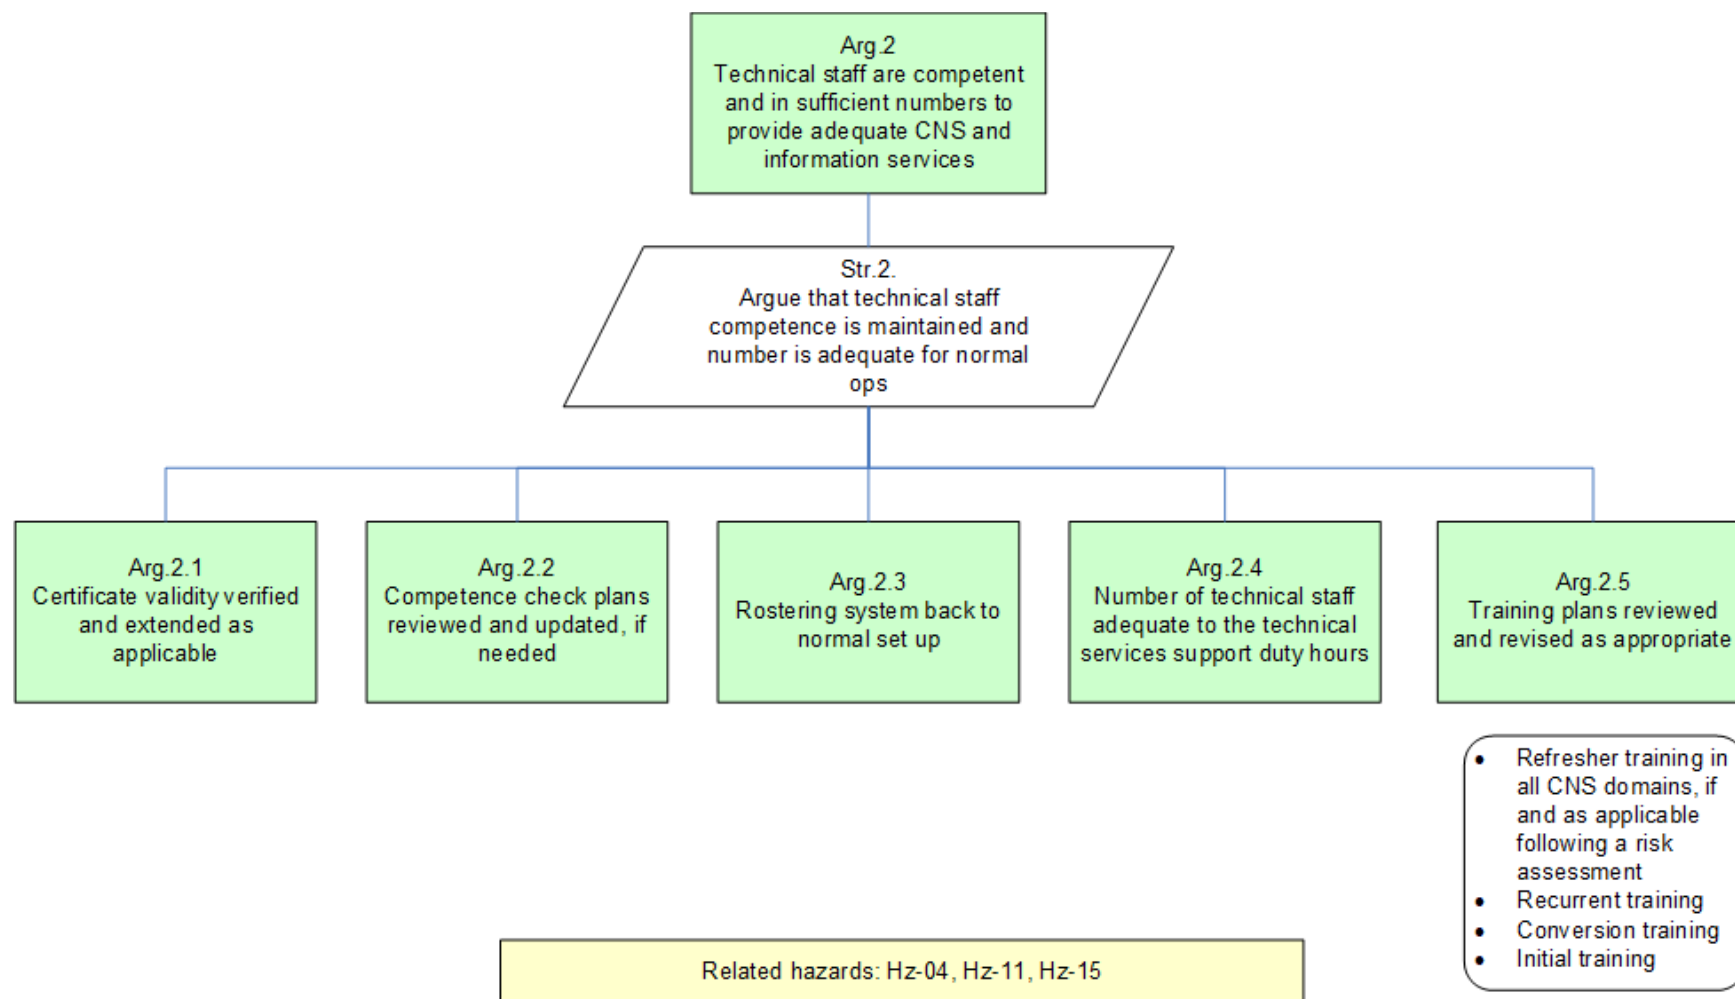 Arg.2
Technical staff are competent
and in sufficient numbers to
provide adequate CNS and
information services
Str.2.
Argue that technical staff
competence is maintained and
number is adequate for normal
ops
Arg.2.1
Certificate validity verified
and extended as
applicable
Arg.2.2
Competence check plans
reviewed and updated, if
needed
Arg.2.3
Rostering system back to
normal set up
Arg.2.4
Number of technical staff
adequate to the technical
services support duty hours
Arg.2.5
Training plans reviewed
and revised as appropriate
• Refresher training in
all CNS domains, if
and as applicable
following a risk
assessment
• Recurrent training
• Conversion training
• Initial training
Related hazards: Hz-04, Hz-11, Hz-15